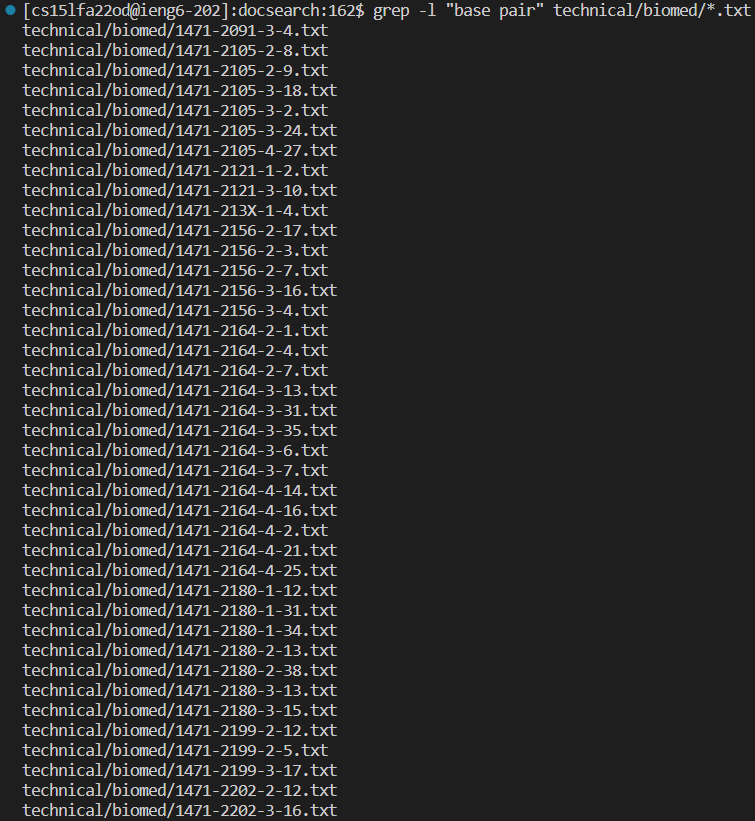 [cs15lfa22od@ieng6-202]:docsearch:162$ grep -l "base pair" technical/biomed/*.txt
technical/biomed/1471-2091-3-4.txt
technical/biomed/1471-2105-2-8.txt
technical/biomed/1471-2105-2-9.txt
technical/biomed/1471-2105-3-18.txt
technical/biomed/1471-2105-3-2.txt
technical/biomed/1471-2105-3-24.txt
technical/biomed/1471-2105-4-27.txt
technical/biomed/1471-2121-1-2.txt
technical/biomed/1471-2121-3-10.txt
technical/biomed/1471-213X-1-4.txt
technical/biomed/1471-2156-2-17.txt
technical/biomed/1471-2156-2-3.txt
technical/biomed/1471-2156-2-7.txt
technical/biomed/1471-2156-3-16.txt
technical/biomed/1471-2156-3-4.txt
technical/biomed/1471-2164-2-1.txt
technical/biomed/1471-2164-2-4.txt
technical/biomed/1471-2164-2-7.txt
technical/biomed/1471-2164-3-13.txt
technical/biomed/1471-2164-3-31.txt
technical/biomed/1471-2164-3-35.txt
technical/biomed/1471-2164-3-6.txt
technical/biomed/1471-2164-3-7.txt
technical/biomed/1471-2164-4-14.txt
technical/biomed/1471-2164-4-16.txt
technical/biomed/1471-2164-4-2.txt
technical/biomed/1471-2164-4-21.txt
technical/biomed/1471-2164-4-25.txt
technical/biomed/1471-2180-1-12.txt
technical/biomed/1471-2180-1-31.txt
technical/biomed/1471-2180-1-34.txt
technical/biomed/1471-2180-2-13.txt
technical/biomed/1471-2180-2-38.txt
technical/biomed/1471-2180-3-13.txt
technical/biomed/1471-2180-3-15.txt
technical/biomed/1471-2199-2-12.txt
technical/biomed/1471-2199-2-5.txt
technical/biomed/1471-2199-3-17.txt
technical/biomed/1471-2202-2-12.txt
technical/biomed/1471-2202-3-16.txt